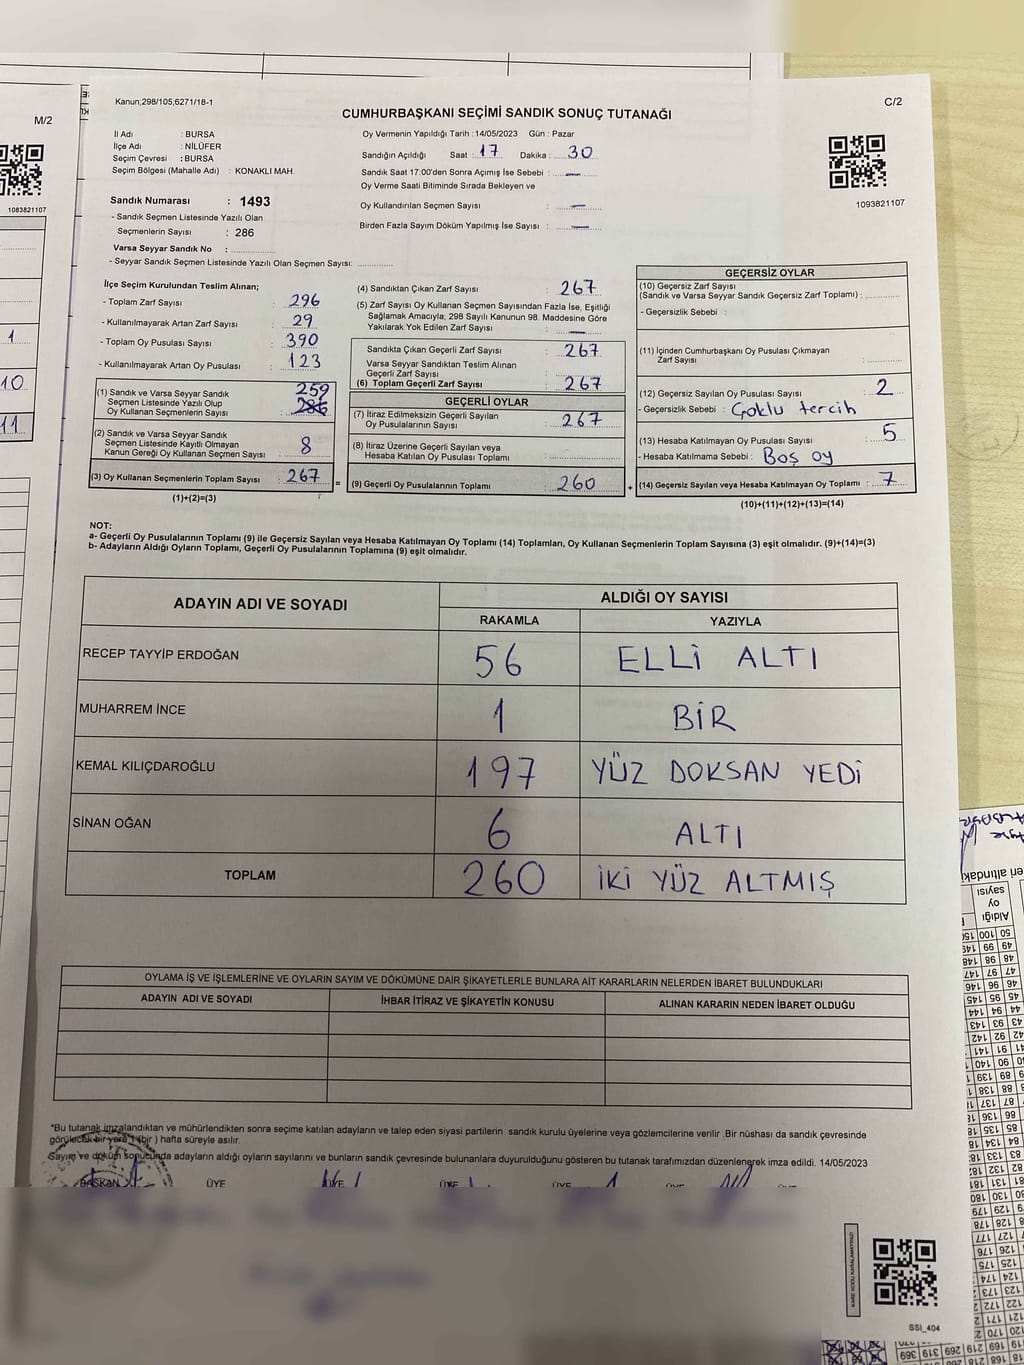 Kanun;298/105,6271/18-1
C/2
M/2
CUMHURBAŞKANI SEÇİMİ SANDIK SONUÇ TUTANAĞI
İl Adı : BURSA
İlçe Adı : NİLÜFER
Seçim Çevresi : BURSA
Seçim Bölgesi (Mahalle Adı) : KONAKLI MAH.
Oy Vermenin Yapıldığı Tarih : 14/05/2023 Gün : Pazar
Sandığın Açıldığı Saat : 17 Dakika : 30
Sandık Saat 17:00'den Sonra Açımış İse Sebebi : —
Oy Verme Saati Bitiminde Sırada Bekleyen ve
Oy Kullandırılan Seçmen Sayısı : —
Birden Fazla Sayım Döküm Yapılmış İse Sayısı : —
1083821107
1093821107
Sandık Numarası : 1493
- Sandık Seçmen Listesinde Yazılı Olan
Seçmenlerin Sayısı : 286
Varsa Seyyar Sandık No :
- Seyyar Sandık Seçmen Listesinde Yazılı Olan Seçmen Sayısı:
İlçe Seçim Kurulundan Teslim Alınan;
- Toplam Zarf Sayısı : 296
- Kullanılmayarak Artan Zarf Sayısı : 29
- Toplam Oy Pusulası Sayısı : 390
- Kullanılmayarak Artan Oy Pusulası : 123
(1) Sandık ve Varsa Seyyar Sandık
Seçmen Listesinde Yazılı Olup
Oy Kullanan Seçmenlerin Sayısı : 259
286
(2) Sandık ve Varsa Seyyar Sandık
Seçmen Listesinde Kayıtlı Olmayan
Kanun Gereği Oy Kullanan Seçmen Sayısı : 8
(3) Oy Kullanan Seçmenlerin Toplam Sayısı : 267
(1)+(2)=(3)
=
(4) Sandıktan Çıkan Zarf Sayısı : 267
(5) Zarf Sayısı Oy Kullanan Seçmen Sayısından Fazla İse, Eşitliği
Sağlamak Amacıyla; 298 Sayılı Kanunun 98. Maddesine Göre
Yakılarak Yok Edilen Zarf Sayısı : —
Sandıkta Çıkan Geçerli Zarf Sayısı : 267
Varsa Seyyar Sandıktan Teslim Alınan
Geçerli Zarf Sayısı :
(6) Toplam Geçerli Zarf Sayısı : 267
GEÇERLİ OYLAR
(7) İtiraz Edilmeksizin Geçerli Sayılan
Oy Pusulalarının Sayısı : 267
(8) İtiraz Üzerine Geçerli Sayılan veya
Hesaba Katılan Oy Pusulası Toplamı :
(9) Geçerli Oy Pusulalarının Toplamı : 260
+
GEÇERSİZ OYLAR
(10) Geçersiz Zarf Sayısı
(Sandık ve Varsa Seyyar Sandık Geçersiz Zarf Toplamı) :
- Geçersizlik Sebebi :
(11) İçinden Cumhurbaşkanı Oy Pusulası Çıkmayan
Zarf Sayısı :
(12) Geçersiz Sayılan Oy Pusulası Sayısı : 2
- Geçersizlik Sebebi : Çoklu tercih
(13) Hesaba Katılmayan Oy Pusulası Sayısı : 5
- Hesaba Katılmama Sebebi : Boş oy
(14) Geçersiz Sayılan veya Hesaba Katılmayan Oy Toplamı : 7
(10)+(11)+(12)+(13)=(14)
NOT:
a- Geçerli Oy Pusulalarının Toplamı (9) ile Geçersiz Sayılan veya Hesaba Katılmayan Oy Toplamı (14) Toplamları, Oy Kullanan Seçmenlerin Toplam Sayısına (3) eşit olmalıdır. (9)+(14)=(3)
b- Adayların Aldığı Oyların Toplamı, Geçerli Oy Pusulalarının Toplamına (9) eşit olmalıdır.
ADAYIN ADI VE SOYADI ALDIĞI OY SAYISI
RAKAMLA YAZIYLA
RECEP TAYYİP ERDOĞAN 56 ELLİ ALTI
MUHARREM İNCE 1 BİR
KEMAL KILIÇDAROĞLU 197 YÜZ DOKSAN YEDİ
SİNAN OĞAN 6 ALTI
TOPLAM 260 İKİ YÜZ ALTMIŞ
OYLAMA İŞ VE İŞLEMLERİNE VE OYLARIN SAYIM VE DÖKÜMÜNE DAİR ŞİKAYETLERLE BUNLARA AİT KARARLARIN NELERDEN İBARET BULUNDUKLARI
ADAYIN ADI VE SOYADI İHBAR İTİRAZ VE ŞİKAYETİN KONUSU ALINAN KARARIN NEDEN İBARET OLDUĞU
*Bu tutanak imzalandıktan ve mühürlendikten sonra seçime katılan adayların ve talep eden siyasi partilerin sandık kurulu üyelerine veya gözlemcilerine verilir .Bir nüshası da sandık çevresinde
görülecek bir yere 1 (bir ) hafta süreyle asılır.
Sayım ve döküm sonucunda adayların aldığı oyların sayılarını ve bunların sandık çevresinde bulunanlara duyurulduğunu gösteren bu tutanak tarafımızdan düzenlenerek imza edildi. 14/05/2023
BAŞKAN ÜYE ÜYE ÜYE ÜYE ÜYE
KARE KODU KARALAMAYINIZ!
SSI_404